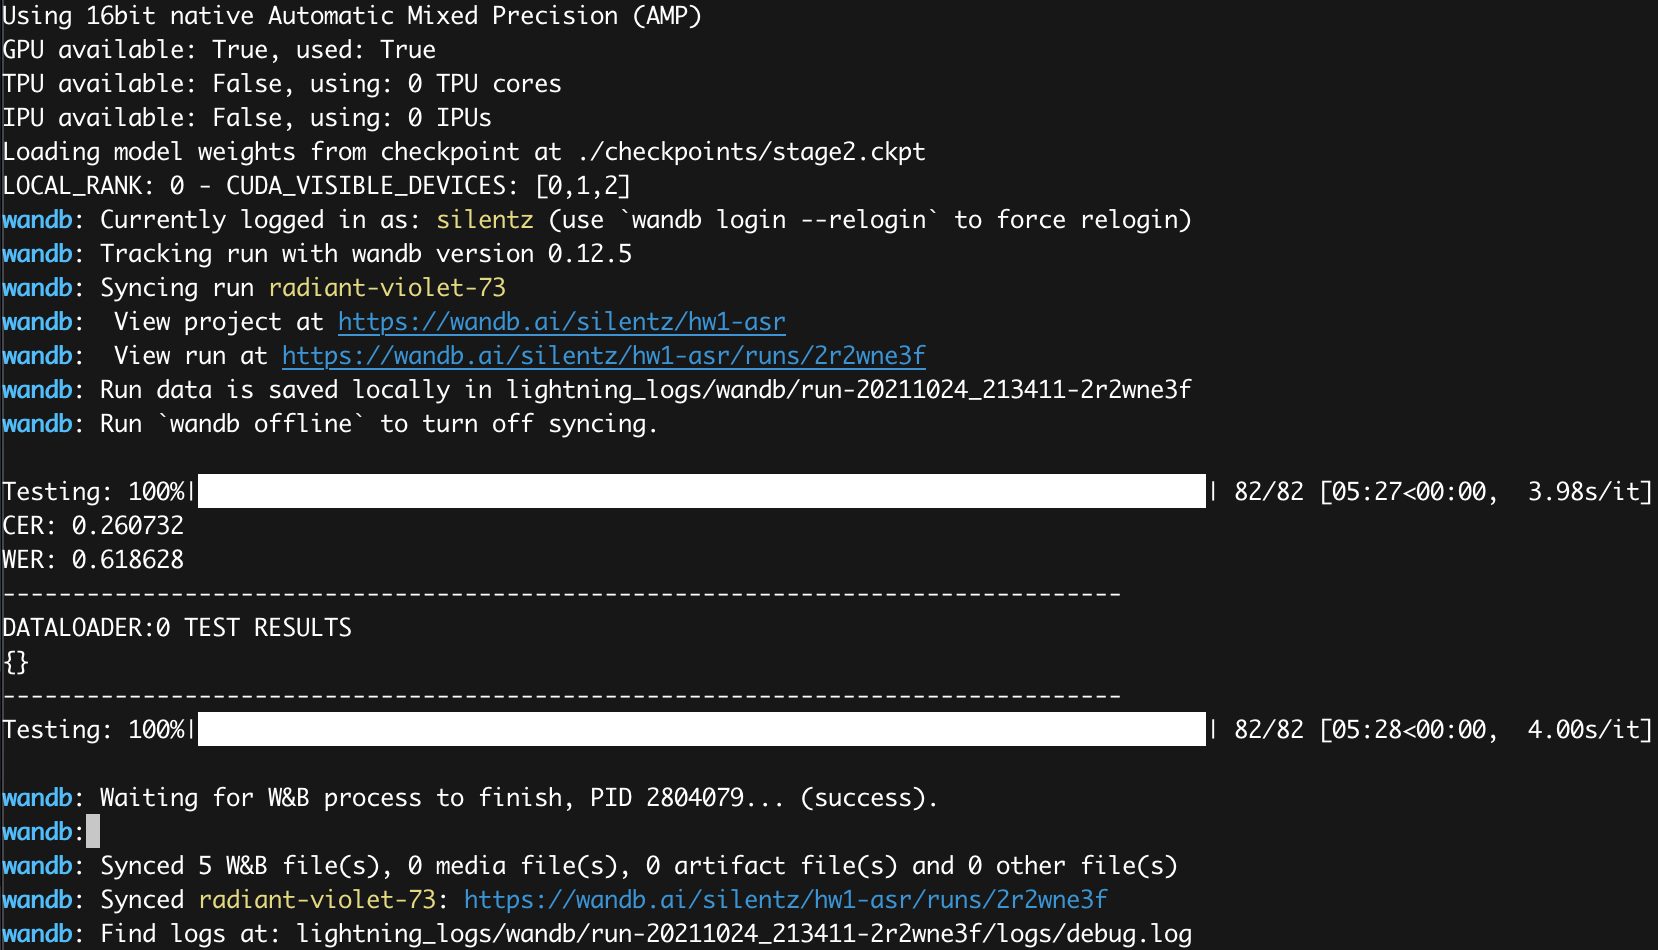 Using 16bit native Automatic Mixed Precision (AMP)
GPU available: True, used: True
TPU available: False, using: 0 TPU cores
IPU available: False, using: 0 IPUs
Loading model weights from checkpoint at ./checkpoints/stage2.ckpt
LOCAL_RANK: 0 - CUDA_VISIBLE_DEVICES: [0,1,2]
wandb: Currently logged in as: silentz (use `wandb login --relogin` to force relogin)
wandb: Tracking run with wandb version 0.12.5
wandb: Syncing run radiant-violet-73
wandb:  View project at https://wandb.ai/silentz/hw1-asr
wandb:  View run at https://wandb.ai/silentz/hw1-asr/runs/2r2wne3f
wandb: Run data is saved locally in lightning_logs/wandb/run-20211024_213411-2r2wne3f
wandb: Run `wandb offline` to turn off syncing.
Testing: 100%| | 82/82 [05:27<00:00,  3.98s/it]
CER: 0.260732
WER: 0.618628
--------------------------------------------------------------------------------
DATALOADER:0 TEST RESULTS
{}
--------------------------------------------------------------------------------
Testing: 100%| | 82/82 [05:28<00:00,  4.00s/it]
wandb: Waiting for W&B process to finish, PID 2804079... (success).
wandb:
wandb: Synced 5 W&B file(s), 0 media file(s), 0 artifact file(s) and 0 other file(s)
wandb: Synced radiant-violet-73: https://wandb.ai/silentz/hw1-asr/runs/2r2wne3f
wandb: Find logs at: lightning_logs/wandb/run-20211024_213411-2r2wne3f/logs/debug.log